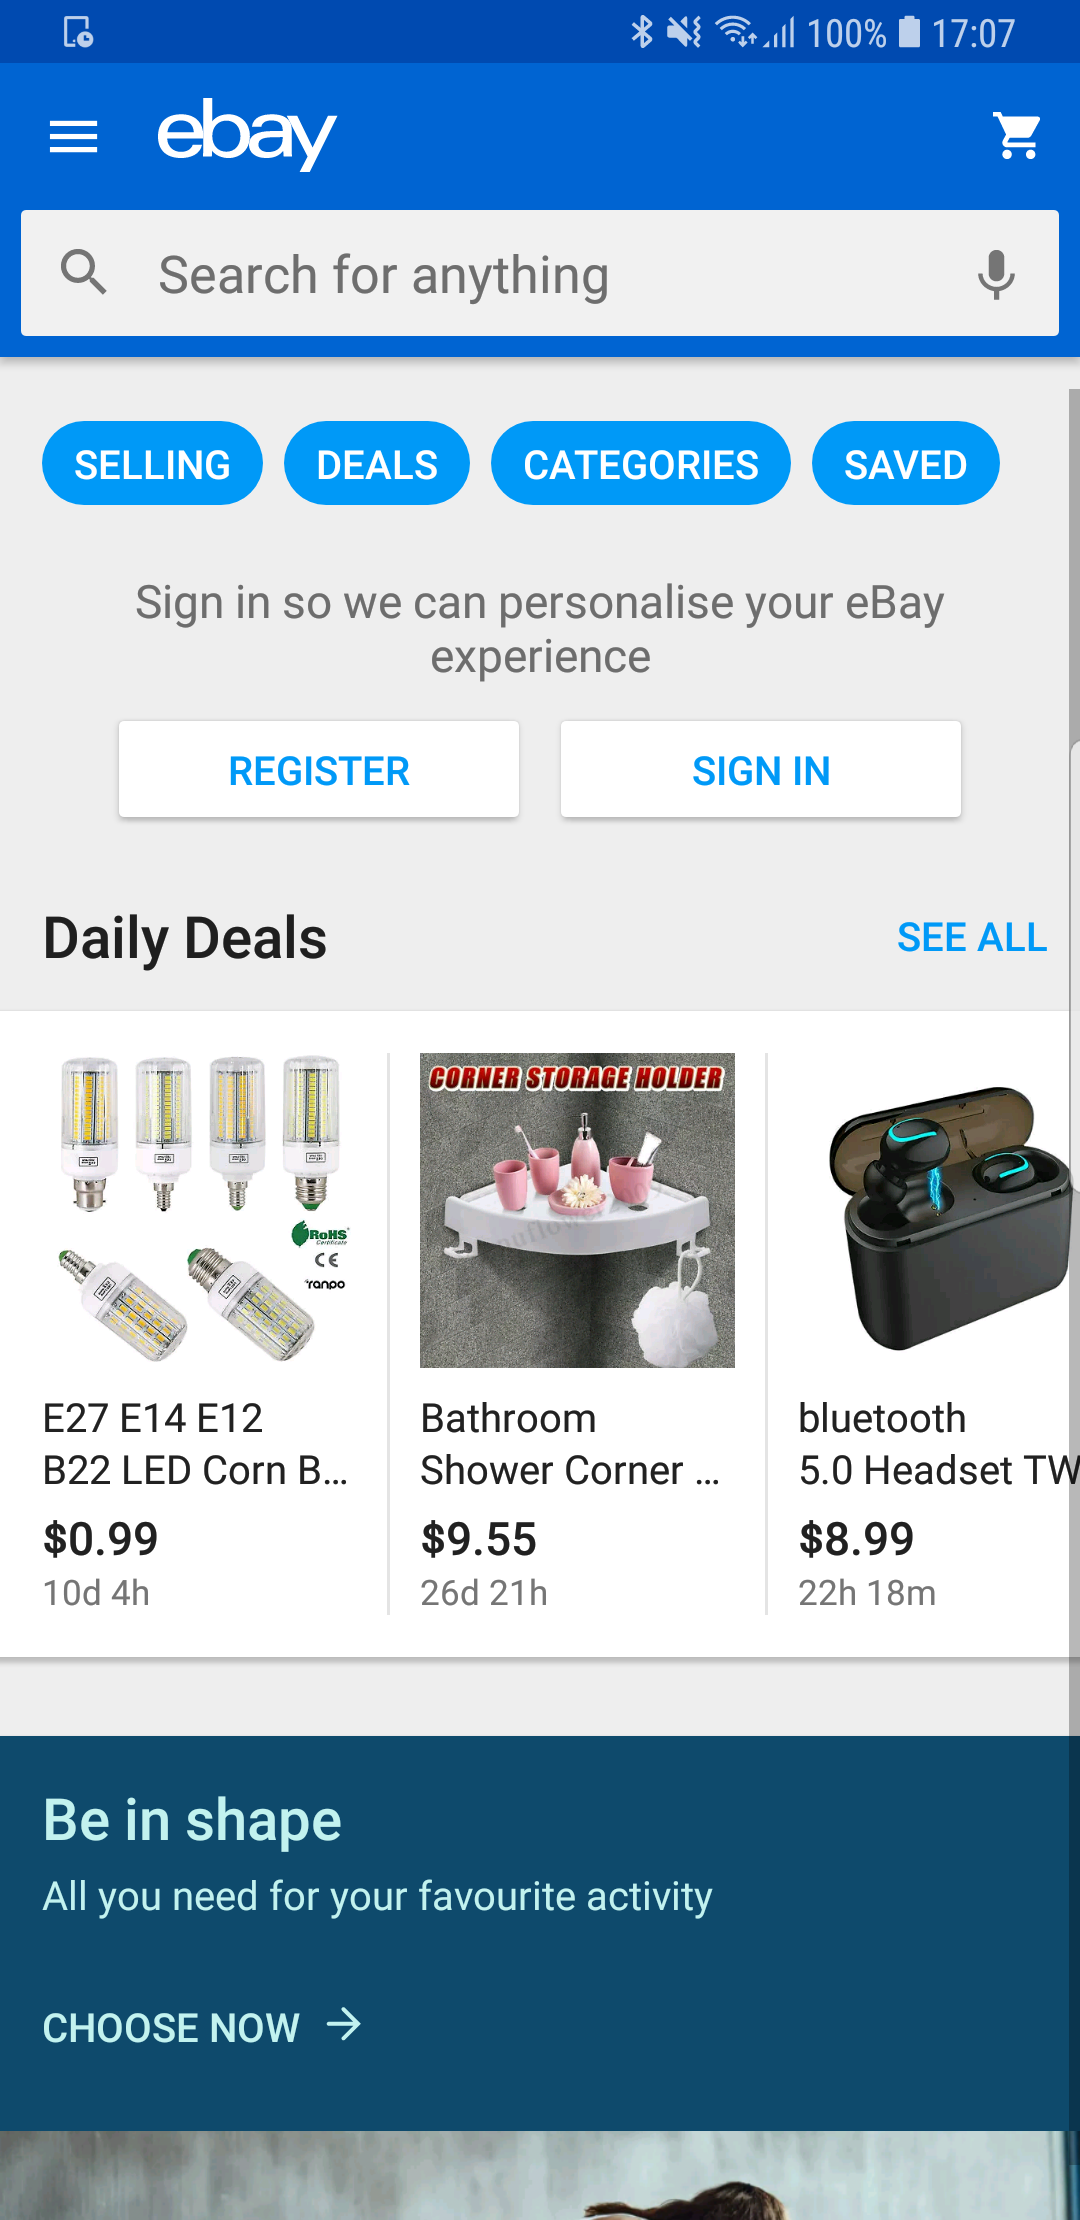 100% 17:07
ebay
Search for anything
SELLING DEALS CATEGORIES SAVED
Sign in so we can personalise your eBay
experience
REGISTER SIGN IN
Daily Deals SEE ALL
CORNER STORAGE HOLDER
RoHS
Certificate
CE
ranpo
E27 E14 E12
B22 LED Corn B...
$0.99
10d 4h
Bathroom
Shower Corner ...
$9.55
26d 21h
bluetooth
5.0 Headset TW
$8.99
22h 18m
Be in shape
All you need for your favourite activity
CHOOSE NOW →